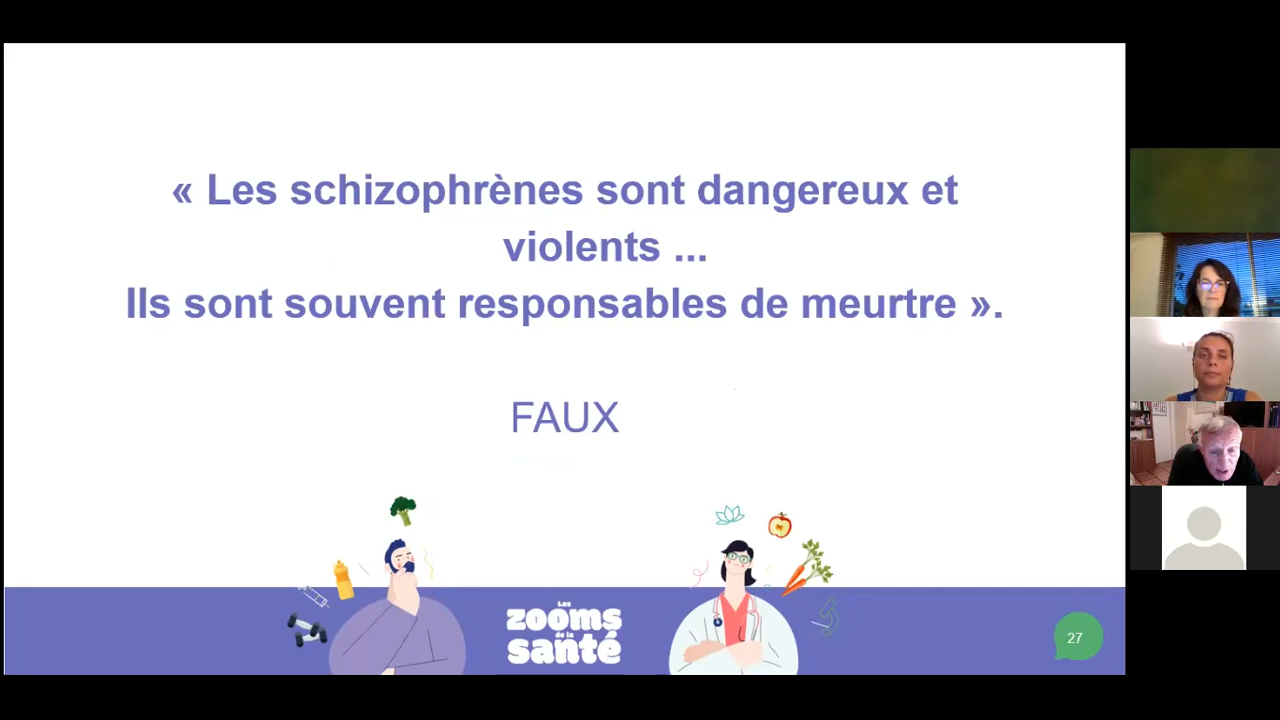 « Les schizophrènes sont dangereux et
violents ...
Ils sont souvent responsables de meurtre ».
FAUX
Les
zooms
de la
santé
27